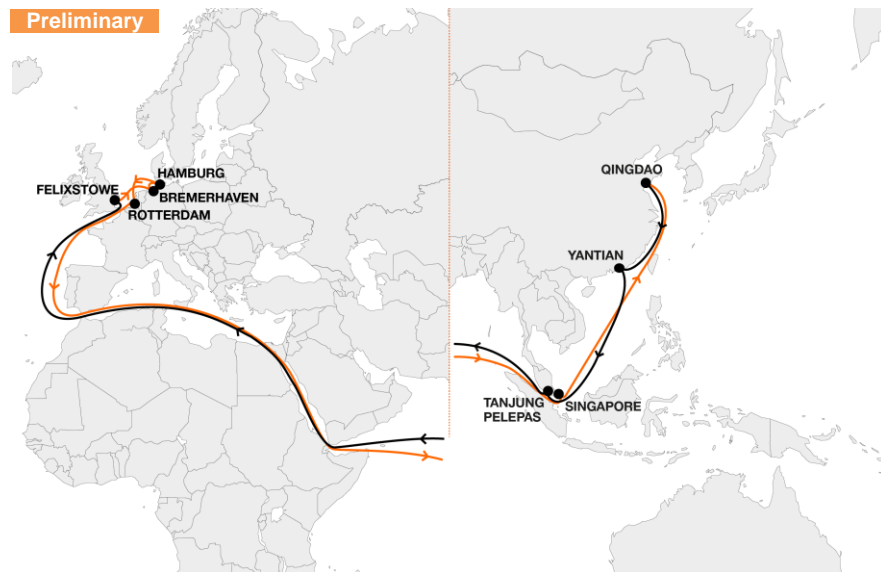 Preliminary
HAMBURG
FELIXSTOWE
BREMERHAVEN
ROTTERDAM
QINGDAO
YANTIAN
TANJUNG
PELEPAS
SINGAPORE